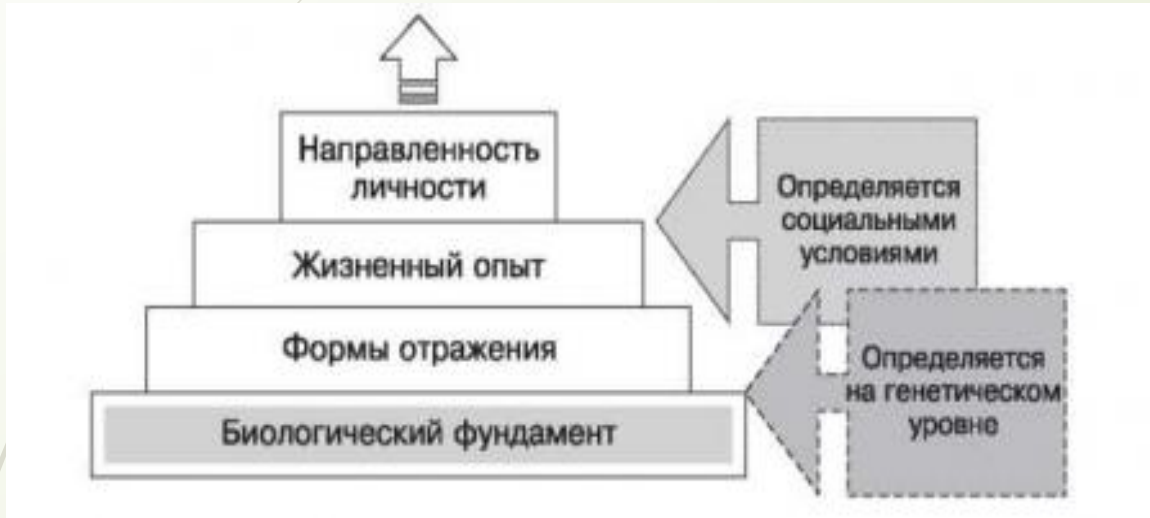 Направленность
личности
Жизненный опыт
Формы отражения
Биологический фундамент
Определяется
социальными
условиями
Определяется
на генетическом
уровне